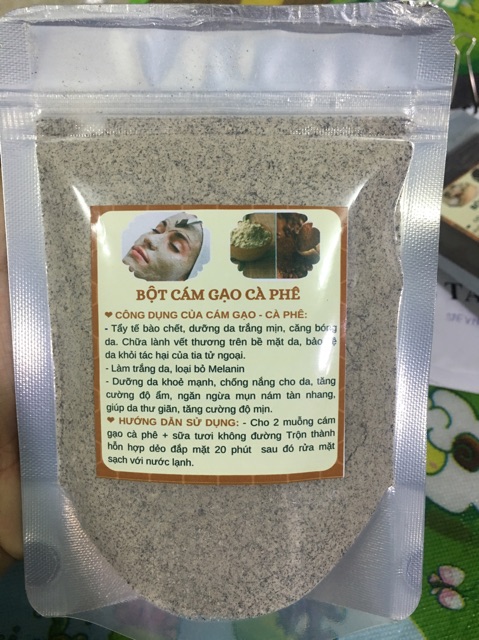 BỘT CÁM GẠO CÀ PHÊ
❤ CÔNG DỤNG CỦA CÁM GẠO - CÀ PHÊ:
- Tẩy tế bào chết, dưỡng da trắng mịn, căng bóng
da. Chữa lành vết thương trên bề mặt da, bảo vệ
da khỏi tác hại của tia tử ngoại.
- Làm trắng da, loại bỏ Melanin
- Dưỡng da khoẻ mạnh, chống nắng cho da, tăng
cường độ ẩm, ngăn ngừa mụn nám tàn nhang,
giúp da thư giãn, tăng cường độ mịn.
❤ HƯỚNG DẪN SỬ DỤNG: - Cho 2 muỗng cám
gạo cà phê + sữa tươi không đường Trộn thành
hỗn hợp dẻo đắp mặt 20 phút sau đó rửa mặt
sạch với nước lạnh.